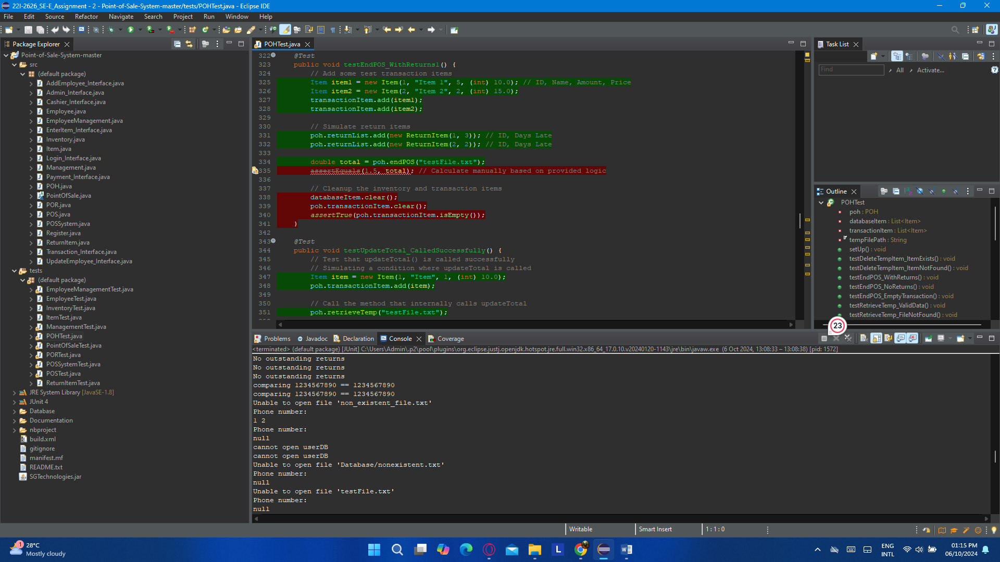 22I-2626_SE-E_Assignment - 2 - Point-of-Sale-System-master/tests/POHTest.java - Eclipse IDE
File Edit Source Refactor Navigate Search Project Run Window Help
Package Explorer
Point-of-Sale-System-master
src
(default package)
AddEmployee_Interface.java
Admin_Interface.java
Cashier_Interface.java
Employee.java
EmployeeManagement.java
EnterItem_Interface.java
Inventory.java
Item.java
Login_Interface.java
Management.java
Payment_Interface.java
POH.java
PointOfSale.java
POR.java
POS.java
POSSystem.java
Register.java
ReturnItem.java
Transaction_Interface.java
UpdateEmployee_Interface.java
tests
(default package)
EmployeeManagementTest.java
EmployeeTest.java
InventoryTest.java
ItemTest.java
ManagementTest.java
POHTest.java
PointOfSaleTest.java
PORTest.java
POSSystemTest.java
POSTest.java
ReturnItemTest.java
JRE System Library [JavaSE-1.8]
JUnit 4
Database
Documentation
nbproject
build.xml
gitignore
manifest.mf
README.txt
SGTechnologies.jar
POHTest.java
322 @Test
323 public void testEndPOS_WithReturns1() {
324 // Add some test transaction items
325 Item item1 = new Item(1, "Item 1", 5, (int) 10.0); // ID, Name, Amount, Price
326 Item item2 = new Item(2, "Item 2", 2, (int) 15.0);
327 transactionItem.add(item1);
328 transactionItem.add(item2);
329
330 // Simulate return items
331 poh.returnList.add(new ReturnItem(1, 3)); // ID, Days Late
332 poh.returnList.add(new ReturnItem(2, 2)); // ID, Days Late
333
334 double total = poh.endPOS("testFile.txt");
335 assertEquals(1.5, total); // Calculate manually based on provided logic
336
337 // Cleanup the inventory and transaction items
338 databaseItem.clear();
339 poh.transactionItem.clear();
340 assertTrue(poh.transactionItem.isEmpty());
341 }
342
343 @Test
344 public void testUpdateTotal_CalledSuccessfully() {
345 // Test that updateTotal() is called successfully
346 // Simulating a condition where updateTotal is called
347 Item item = new Item(1, "Item", 1, (int) 10.0);
348 poh.transactionItem.add(item);
349
350 // Call the method that internally calls updateTotal
351 poh.retrieveTemp("testFile.txt");
Task List
Find
All
Activate...
Outline
POHTest
poh : POH
databaseItem : List<Item>
transactionItem : List<Item>
tempFilePath : String
setUp() : void
testDeleteTempItem_ItemExists() : void
testDeleteTempItem_ItemNotFound() : void
testEndPOS_WithReturns() : void
testEndPOS_NoReturns() : void
testEndPOS_EmptyTransaction() : void
testRetrieveTemp_ValidData() : void
testRetrieveTemp_FileNotFound() : void
23
Problems Javadoc Declaration Console Coverage
<terminated> (default package) [JUnit] C:\Users\Admin\.p2\pool\plugins\org.eclipse.justj.openjdk.hotspot.jre.full.win32.x86_64_17.0.10.v20240120-1143\jre\bin\javaw.exe (6 Oct 2024, 13:08:33 – 13:08:38) [pid: 1572]
No outstanding returns
No outstanding returns
No outstanding returns
comparing 1234567890 == 1234567890
comparing 1234567890 == 1234567890
Unable to open file 'non_existent_file.txt'
Phone number:
1 2
Phone number:
null
cannot open userDB
cannot open userDB
Unable to open file 'Database/nonexistent.txt'
Phone number:
null
Unable to open file 'testFile.txt'
Phone number:
null
Writable
Smart Insert
1 : 1 : 0
1
28°C
Mostly cloudy
ENG
INTL
01:15 PM
06/10/2024